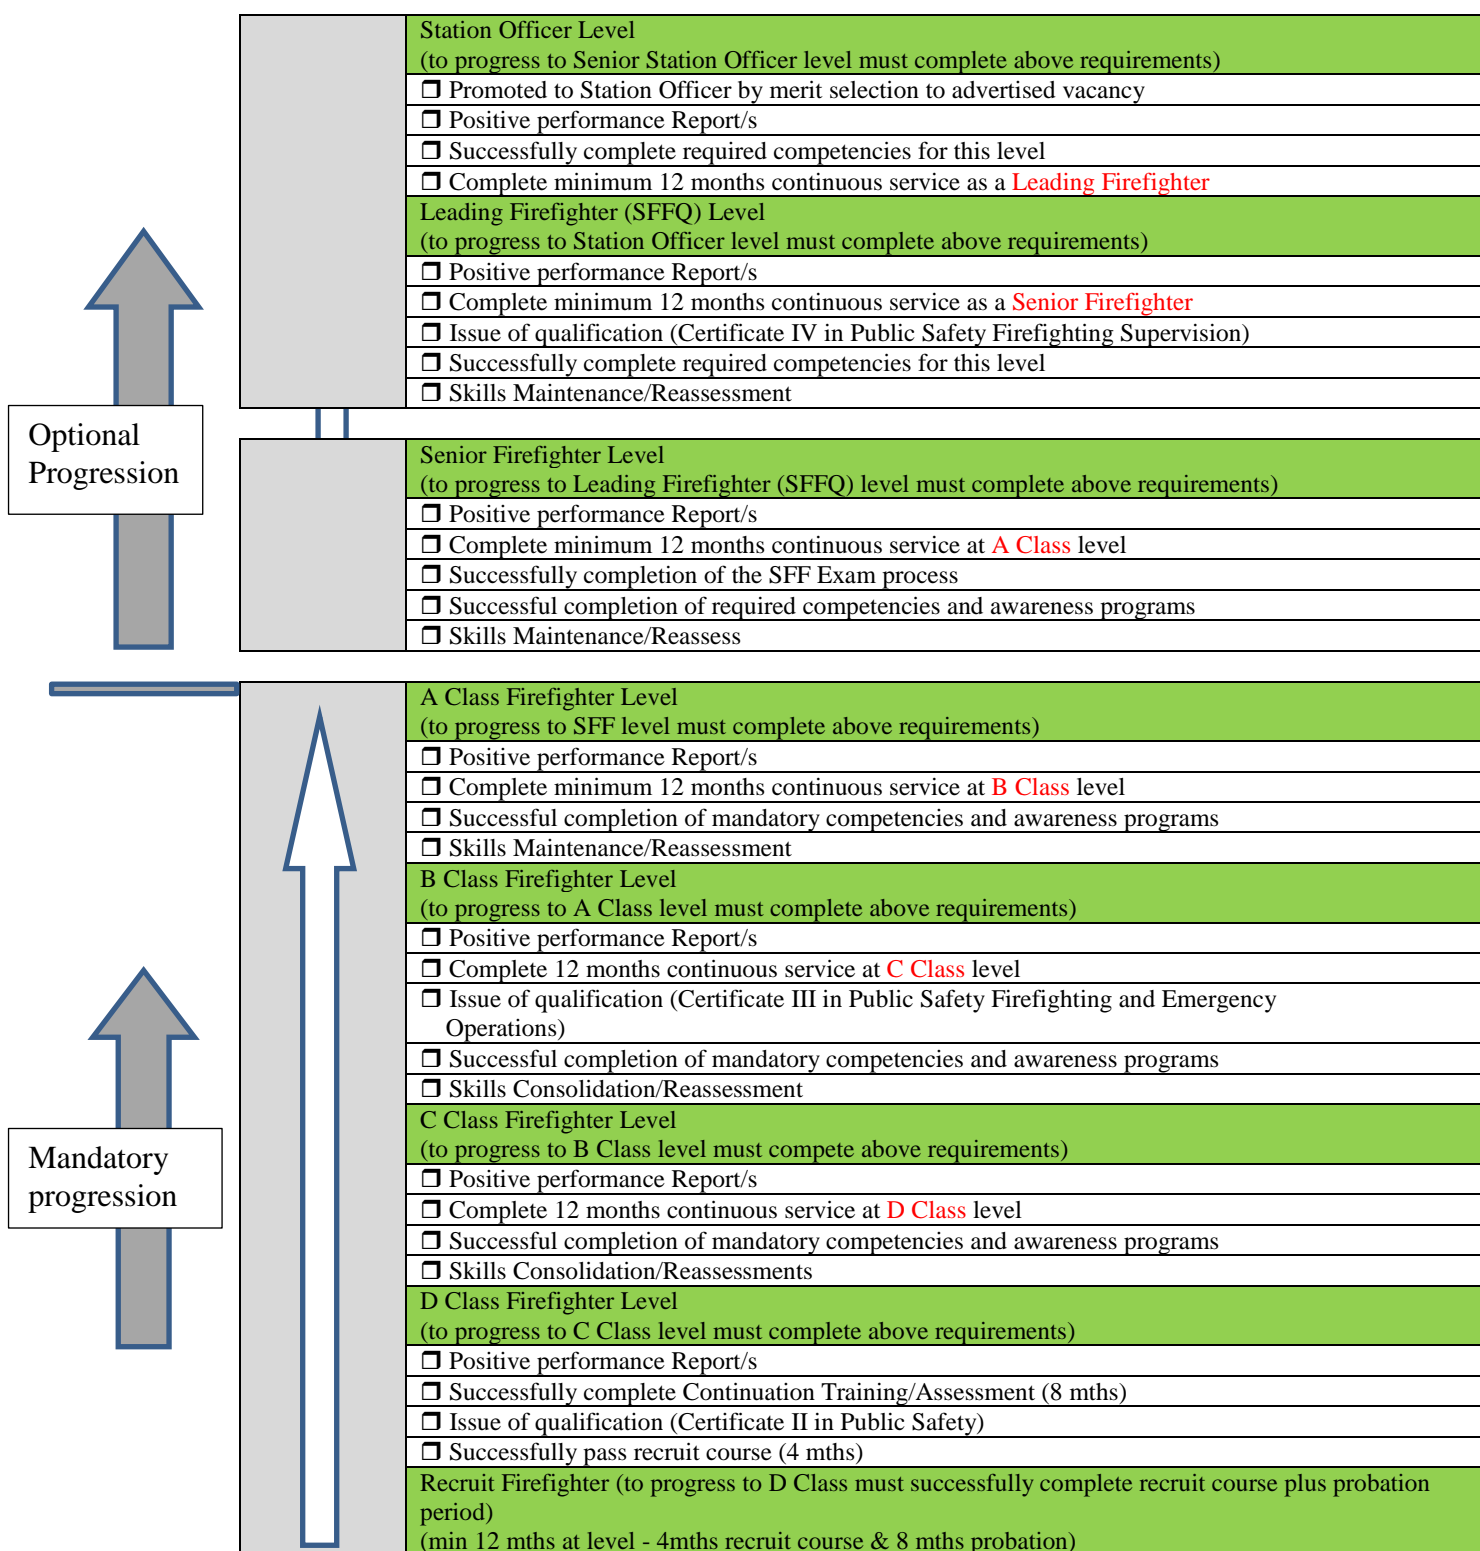 Station Officer Level
(to progress to Senior Station Officer level must complete above requirements)
❒ Promoted to Station Officer by merit selection to advertised vacancy
❒ Positive performance Report/s
❒ Successfully complete required competencies for this level
❒ Complete minimum 12 months continuous service as a Leading Firefighter
Leading Firefighter (SFFQ) Level
(to progress to Station Officer level must complete above requirements)
❒ Positive performance Report/s
❒ Complete minimum 12 months continuous service as a Senior Firefighter
❒ Issue of qualification (Certificate IV in Public Safety Firefighting Supervision)
❒ Successfully complete required competencies for this level
❒ Skills Maintenance/Reassessment
Optional
Progression
Senior Firefighter Level
(to progress to Leading Firefighter (SFFQ) level must complete above requirements)
❒ Positive performance Report/s
❒ Complete minimum 12 months continuous service at A Class level
❒ Successfully completion of the SFF Exam process
❒ Successful completion of required competencies and awareness programs
❒ Skills Maintenance/Reassess
A Class Firefighter Level
(to progress to SFF level must complete above requirements)
❒ Positive performance Report/s
❒ Complete minimum 12 months continuous service at B Class level
❒ Successful completion of mandatory competencies and awareness programs
❒ Skills Maintenance/Reassessment
B Class Firefighter Level
(to progress to A Class level must complete above requirements)
❒ Positive performance Report/s
❒ Complete 12 months continuous service at C Class level
❒ Issue of qualification (Certificate III in Public Safety Firefighting and Emergency
Operations)
❒ Successful completion of mandatory competencies and awareness programs
❒ Skills Consolidation/Reassessment
C Class Firefighter Level
(to progress to B Class level must compete above requirements)
Mandatory
progression
❒ Positive performance Report/s
❒ Complete 12 months continuous service at D Class level
❒ Successful completion of mandatory competencies and awareness programs
❒ Skills Consolidation/Reassessments
D Class Firefighter Level
(to progress to C Class level must complete above requirements)
❒ Positive performance Report/s
❒ Successfully complete Continuation Training/Assessment (8 mths)
❒ Issue of qualification (Certificate II in Public Safety)
❒ Successfully pass recruit course (4 mths)
Recruit Firefighter (to progress to D Class must successfully complete recruit course plus probation
period)
(min 12 mths at level - 4mths recruit course & 8 mths probation)